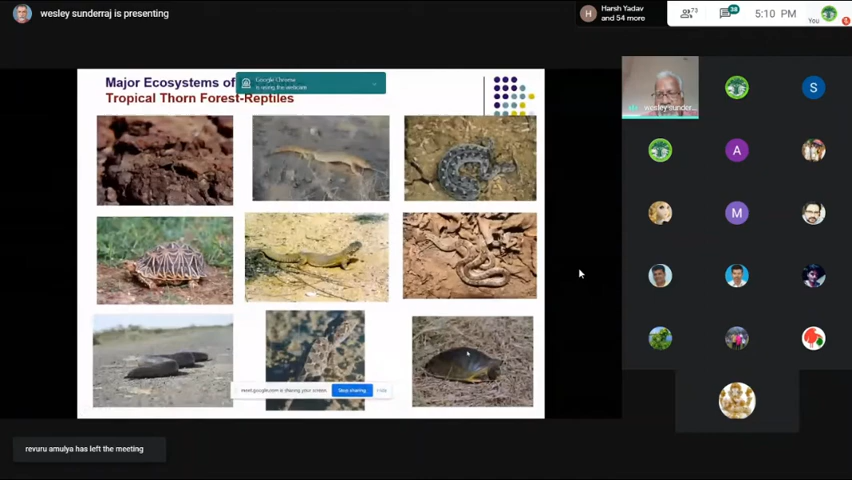 wesley sunderraj is presenting
Harsh Yadav
and 54 more
73
38
5:10 PM
You
Major Ecosystems of
Tropical Thorn Forest-Reptiles
Google Chrome
is using the webcam
wesley sunder...
S
A
M
meet.google.com is sharing your screen.
Stop sharing
Hide
revuru amulya has left the meeting